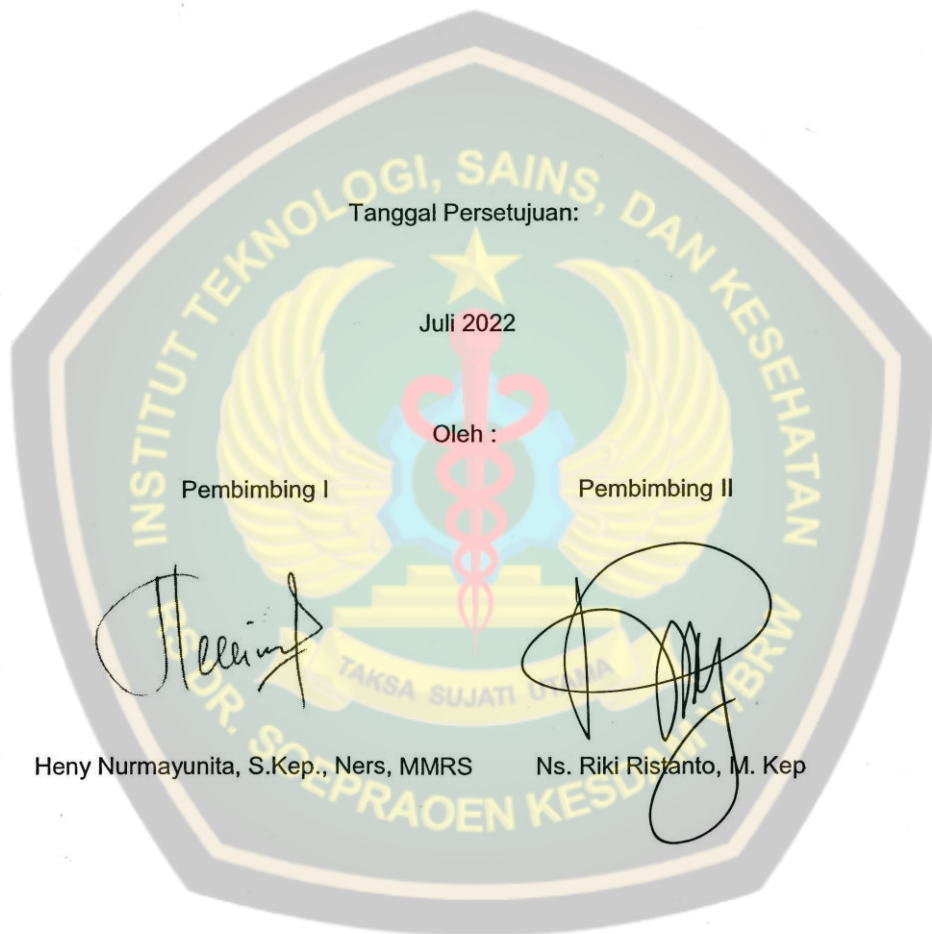 INSTITUT TEKNOLOGI, SAINS, DAN KESEHATAN
Tanggal Persetujuan:
Juli 2022
Oleh :
Pembimbing I Pembimbing II
TAKSA SUJATI UTAMA
Heny Nurmayunita, S.Kep., Ners, MMRS Ns. Riki Ristanto, M. Kep
DR. SOEPRAOEN KESDAM V/BRW